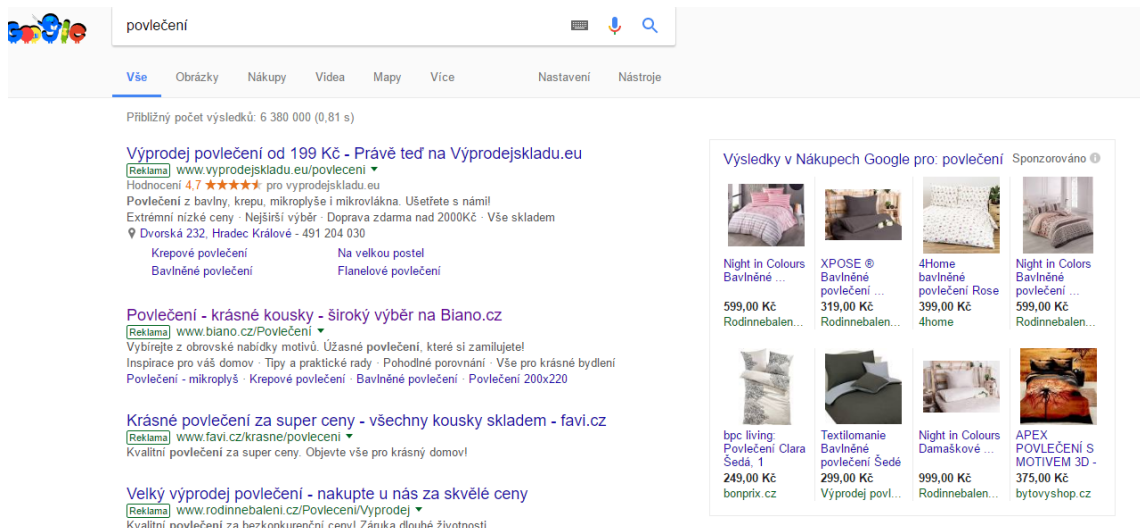 Google
povlečení
Vše Obrázky Nákupy Videa Mapy Více Nastavení Nástroje
Přibližný počet výsledků: 6 380 000 (0,81 s)
Výprodej povlečení od 199 Kč - Právě teď na Výprodejskladu.eu
Reklama www.vyprodejskladu.eu/povleceni
Hodnocení 4,7 ★★★★★ pro vyprodejskladu.eu
Povlečení z bavlny, krepu, mikroplyše i mikrovlákna. Ušetřete s námi!
Extrémní nízké ceny · Nejširší výběr · Doprava zdarma nad 2000Kč · Vše skladem
Dvorská 232, Hradec Králové - 491 204 030
Krepové povlečení Na velkou postel
Bavlněné povlečení Flanelové povlečení
Povlečení - krásné kousky - široký výběr na Biano.cz
Reklama www.biano.cz/Povlečení
Vybírejte z obrovské nabídky motivů. Úžasné povlečení, které si zamilujete!
Inspirace pro váš domov · Tipy a praktické rady · Pohodlné porovnání · Vše pro krásné bydlení
Povlečení - mikroplyš · Krepové povlečení · Bavlněné povlečení · Povlečení 200x220
Krásné povlečení za super ceny - všechny kousky skladem - favi.cz
Reklama www.favi.cz/krasne/povleceni
Kvalitní povlečení za super ceny. Objevte vše pro krásný domov!
Velký výprodej povlečení - nakupte u nás za skvělé ceny
Reklama www.rodinnebaleni.cz/Povleceni/Vyprodej
Kvalitní povlečení za bezkonkurenční ceny! Záruka dlouhé životnosti
Výsledky v Nákupech Google pro: povlečení Sponzorováno
Night in Colours
Bavlněné ...
599,00 Kč
Rodinnebalen...
XPOSE ®
Bavlněné
povlečení ...
319,00 Kč
Rodinnebalen...
4Home
bavlněné
povlečení Rose
399,00 Kč
4home
Night in Colors
Bavlněné
povlečení ...
599,00 Kč
Rodinnebalen...
bpc living:
Povlečení Clara
Šedá, 1
249,00 Kč
bonprix.cz
Textilomanie
Bavlněné
povlečení Šedé
299,00 Kč
Výprodej povl...
Night in Colours
Damaškové ...
999,00 Kč
Rodinnebalen...
APEX
POVLEČENÍ S
MOTIVEM 3D -
375,00 Kč
bytovyshop.cz